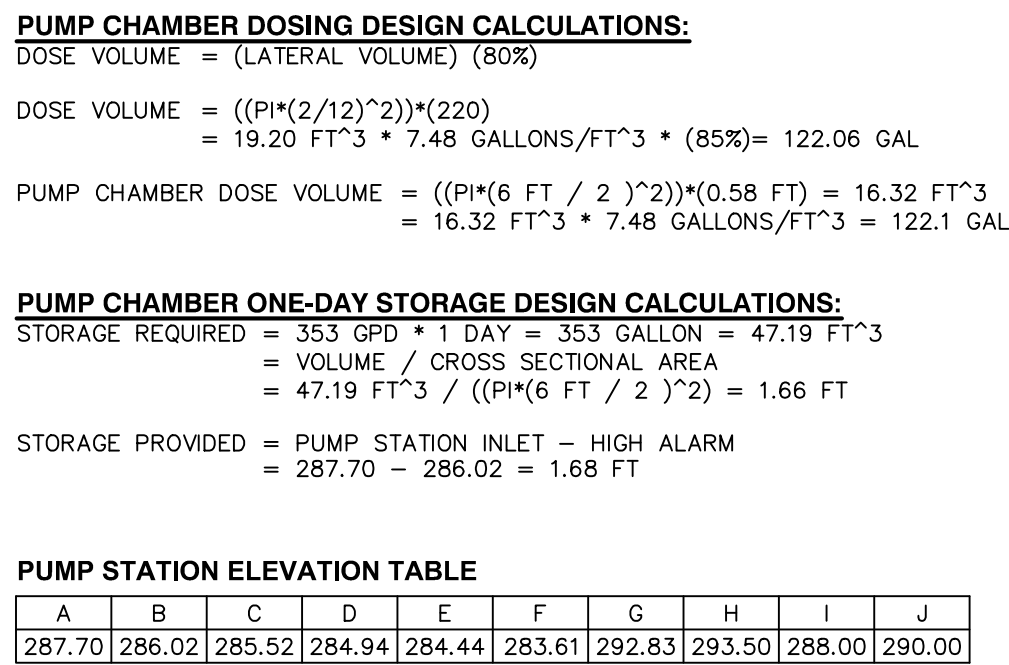 PUMP CHAMBER DOSING DESIGN CALCULATIONS:
DOSE VOLUME = (LATERAL VOLUME) (80%)
DOSE VOLUME = ((PI*(2/12)^2))*(220)
= 19.20 FT^3 * 7.48 GALLONS/FT^3 * (85%)= 122.06 GAL
PUMP CHAMBER DOSE VOLUME = ((PI*(6 FT / 2 )^2))*(0.58 FT) = 16.32 FT^3
= 16.32 FT^3 * 7.48 GALLONS/FT^3 = 122.1 GAL
PUMP CHAMBER ONE-DAY STORAGE DESIGN CALCULATIONS:
STORAGE REQUIRED = 353 GPD * 1 DAY = 353 GALLON = 47.19 FT^3
= VOLUME / CROSS SECTIONAL AREA
= 47.19 FT^3 / ((PI*(6 FT / 2 )^2) = 1.66 FT
STORAGE PROVIDED = PUMP STATION INLET – HIGH ALARM
= 287.70 – 286.02 = 1.68 FT
PUMP STATION ELEVATION TABLE
A B C D E F G H I J
287.70 286.02 285.52 284.94 284.44 283.61 292.83 293.50 288.00 290.00